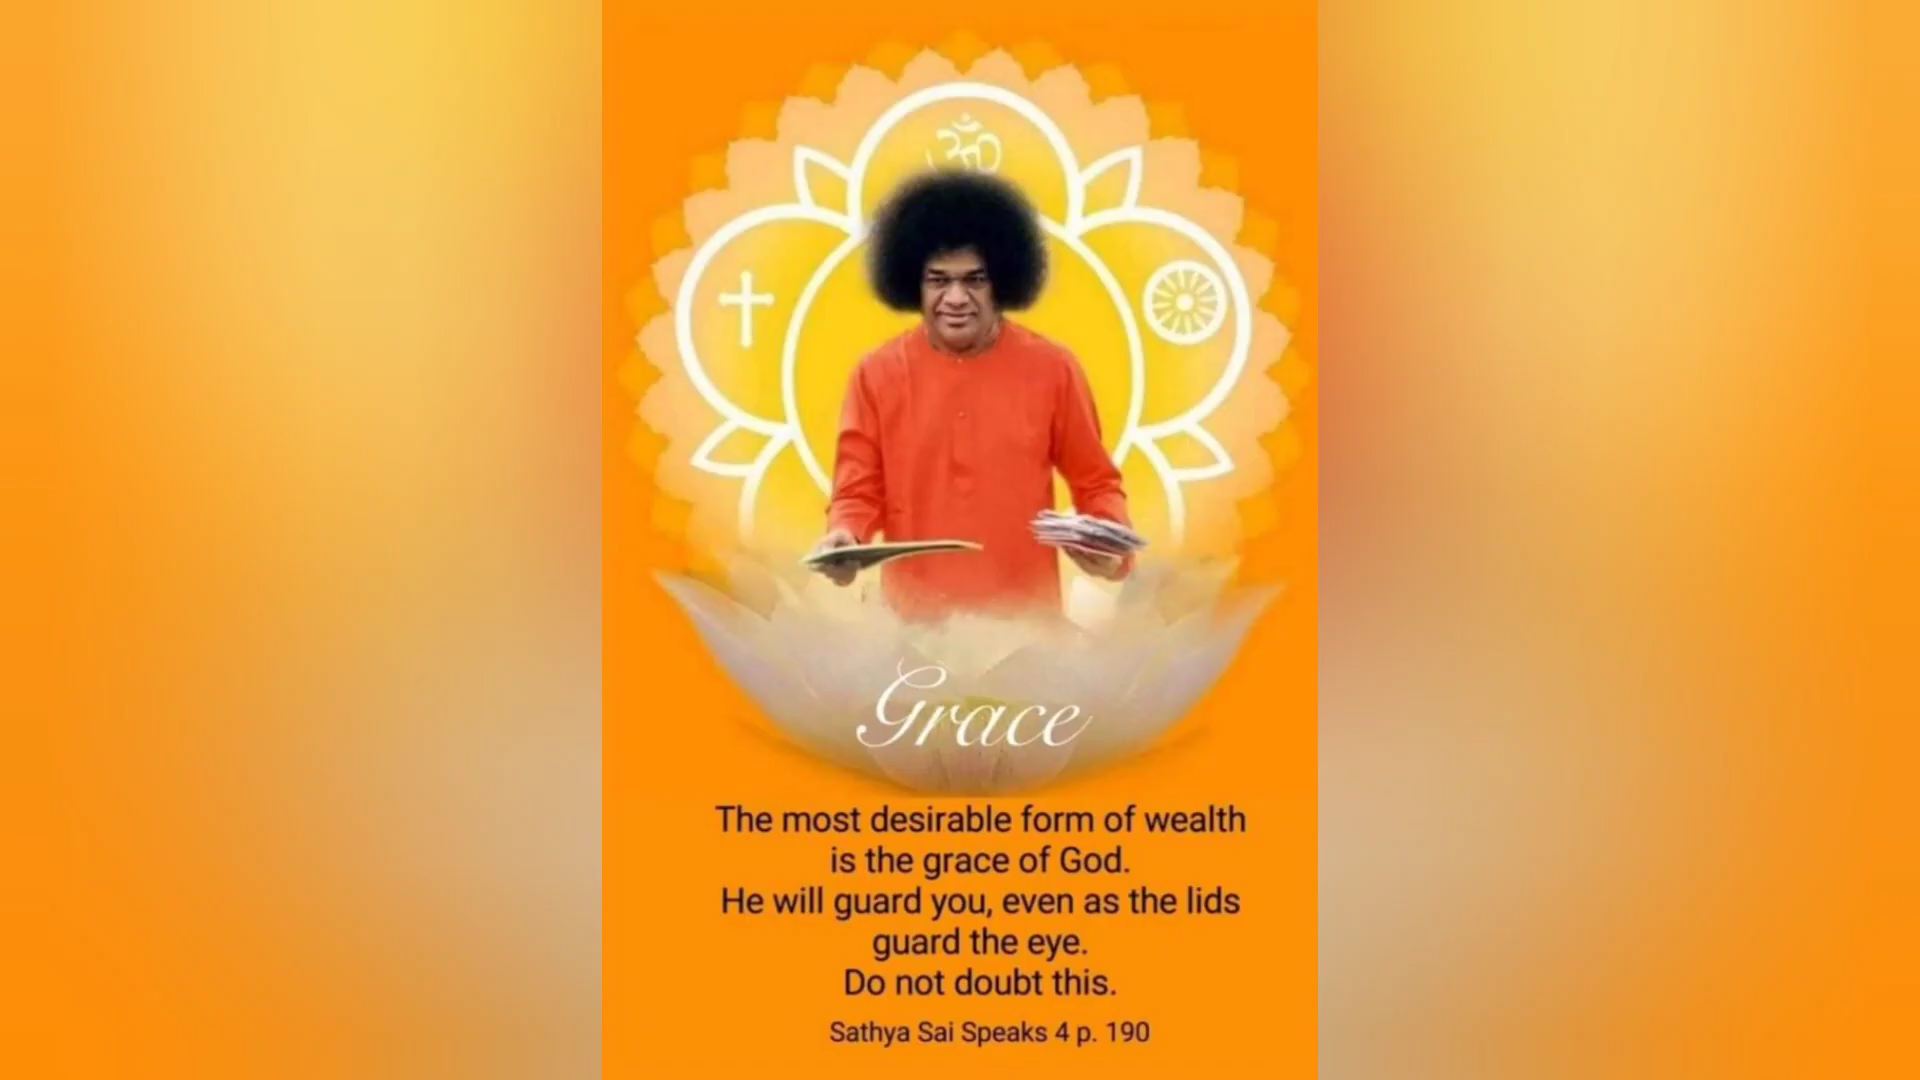 ॐ
Grace
The most desirable form of wealth
is the grace of God.
He will guard you, even as the lids
guard the eye.
Do not doubt this.
Sathya Sai Speaks 4 p. 190